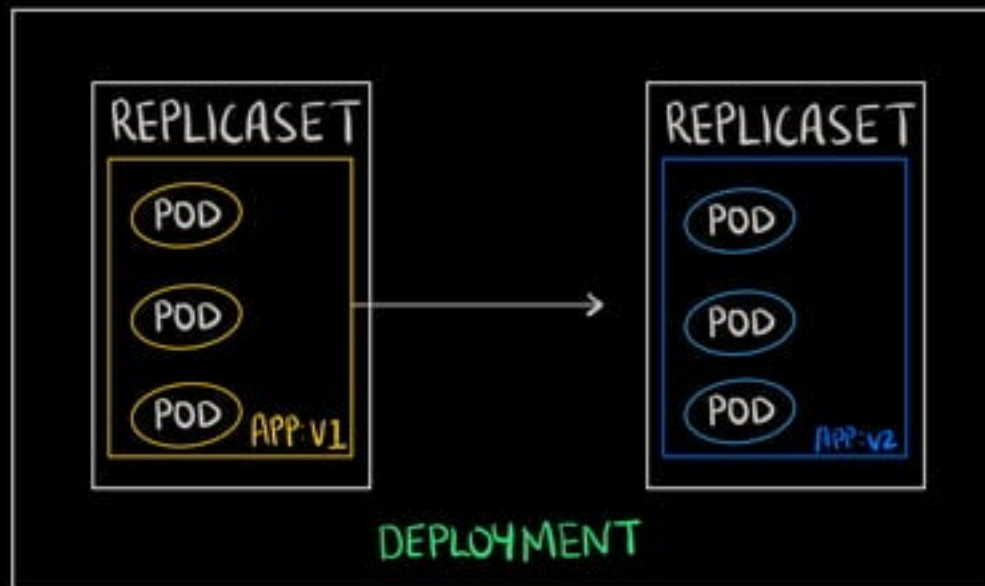 REPLICASET
POD
POD
POD
APP:V1
REPLICASET
POD
POD
POD
APP:V2
DEPLOYMENT